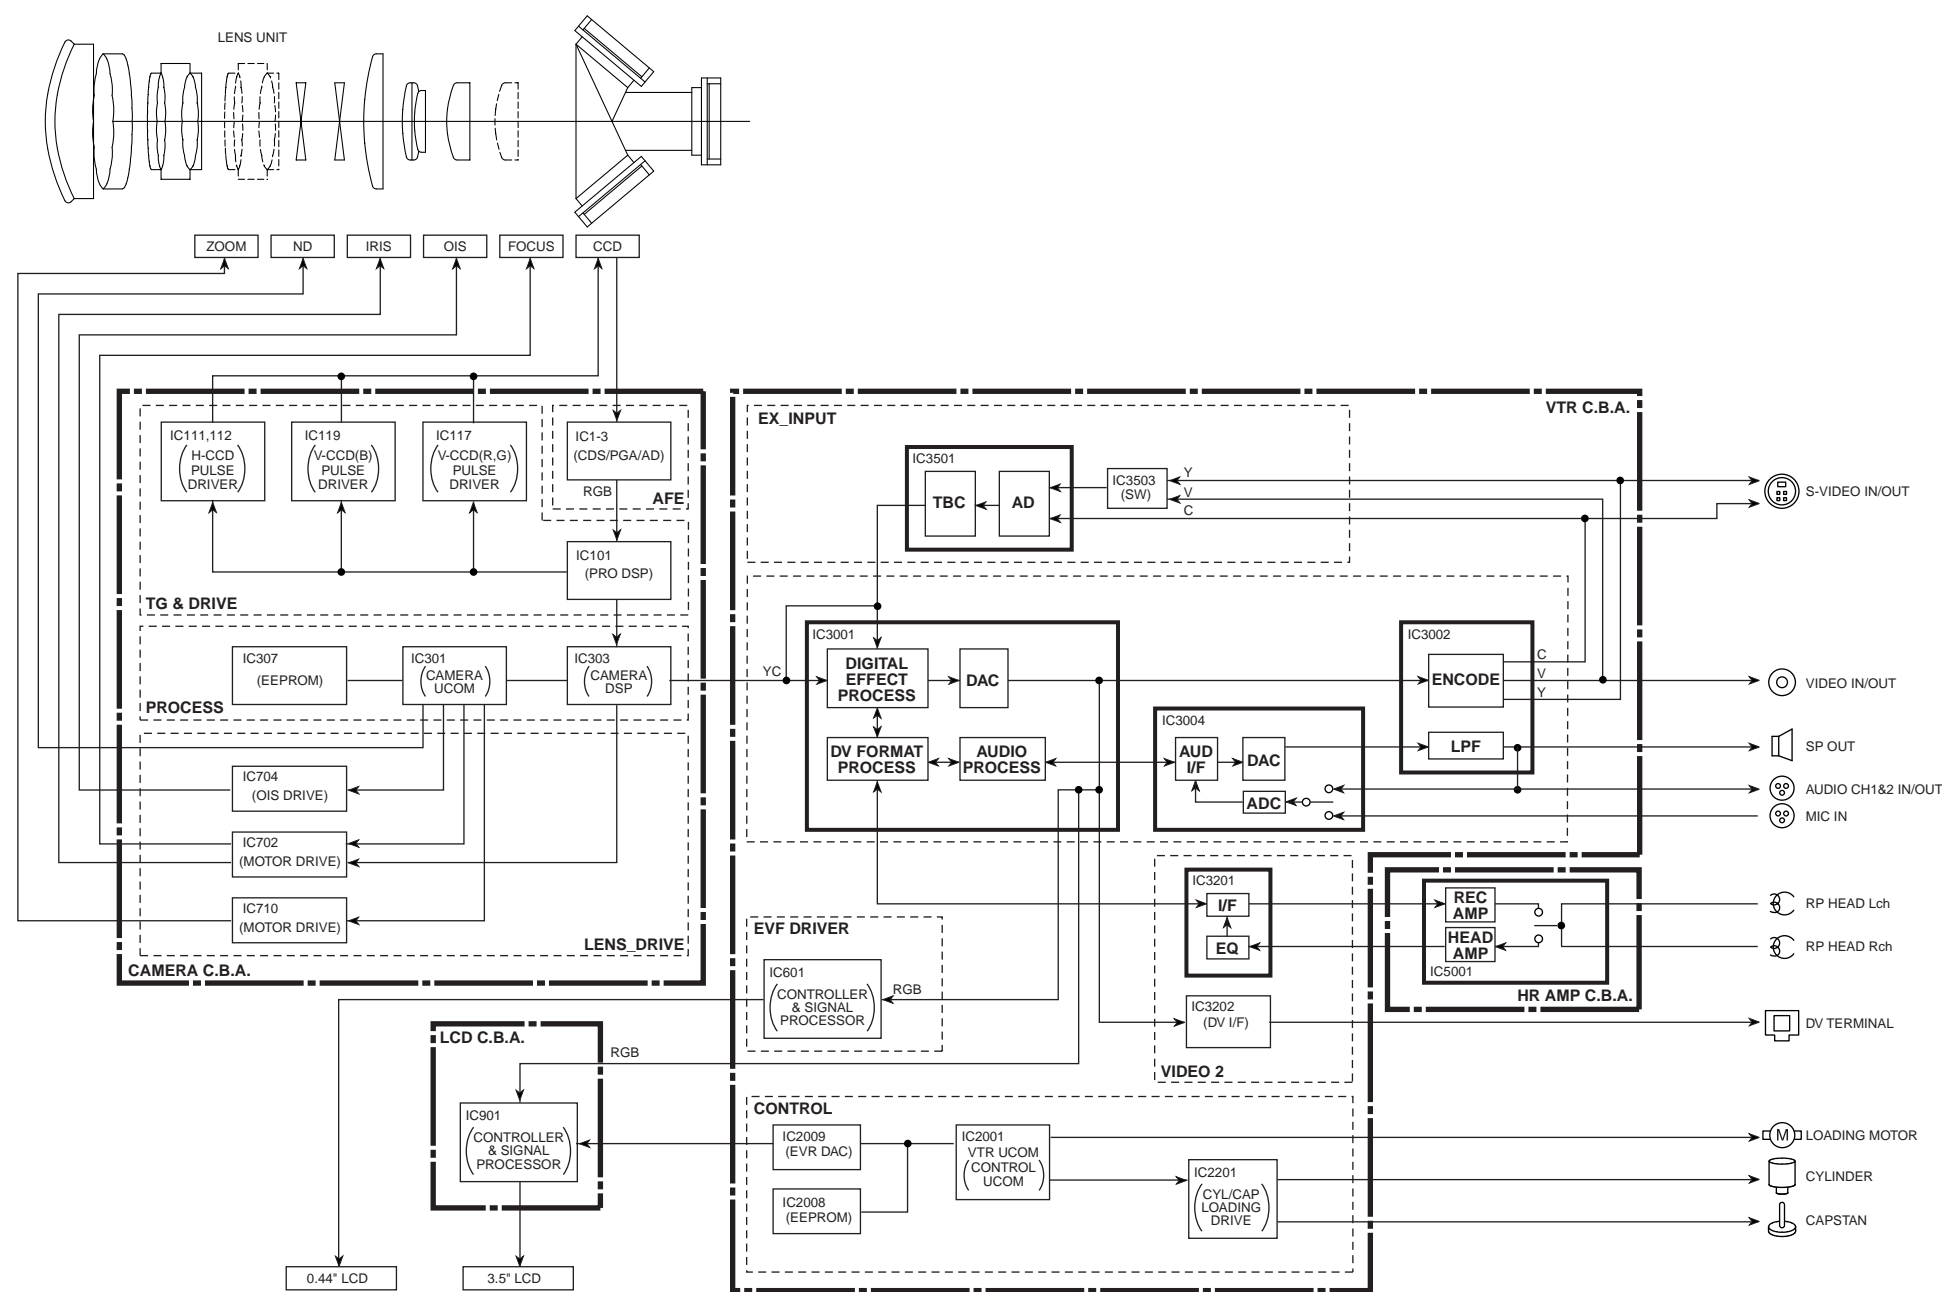 LENS UNIT
ZOOM
ND
IRIS
OIS
FOCUS
CCD
IC111,112
H-CCD
PULSE
DRIVER
IC119
V-CCD(B)
PULSE
DRIVER
IC117
V-CCD(R,G)
PULSE
DRIVER
IC1-3
(CDS/PGA/AD)
RGB
AFE
IC101
(PRO DSP)
TG & DRIVE
IC307
(EEPROM)
IC301
(CAMERA
UCOM)
IC303
(CAMERA
DSP)
PROCESS
IC704
(OIS DRIVE)
IC702
(MOTOR DRIVE)
IC710
(MOTOR DRIVE)
LENS_DRIVE
CAMERA C.B.A.
VTR C.B.A.
EX_INPUT
IC3501
TBC
AD
IC3503
(SW)
Y
V
C
S-VIDEO IN/OUT
YC
IC3001
DIGITAL
EFFECT
PROCESS
DAC
DV FORMAT
PROCESS
AUDIO
PROCESS
IC3002
ENCODE
C
V
Y
LPF
VIDEO IN/OUT
IC3004
AUD
I/F
DAC
ADC
SP OUT
AUDIO CH1&2 IN/OUT
MIC IN
IC3201
I/F
EQ
REC
AMP
HEAD
AMP
IC5001
HR AMP C.B.A.
RP HEAD Lch
RP HEAD Rch
EVF DRIVER
IC601
(CONTROLLER
& SIGNAL
PROCESSOR)
RGB
IC3202
(DV I/F)
VIDEO 2
DV TERMINAL
LCD C.B.A.
RGB
IC901
(CONTROLLER
& SIGNAL
PROCESSOR)
CONTROL
IC2009
(EVR DAC)
IC2008
(EEPROM)
IC2001
VTR UCOM
(CONTROL
UCOM)
IC2201
(CYL/CAP
LOADING
DRIVE)
M
LOADING MOTOR
CYLINDER
CAPSTAN
0.44" LCD
3.5" LCD